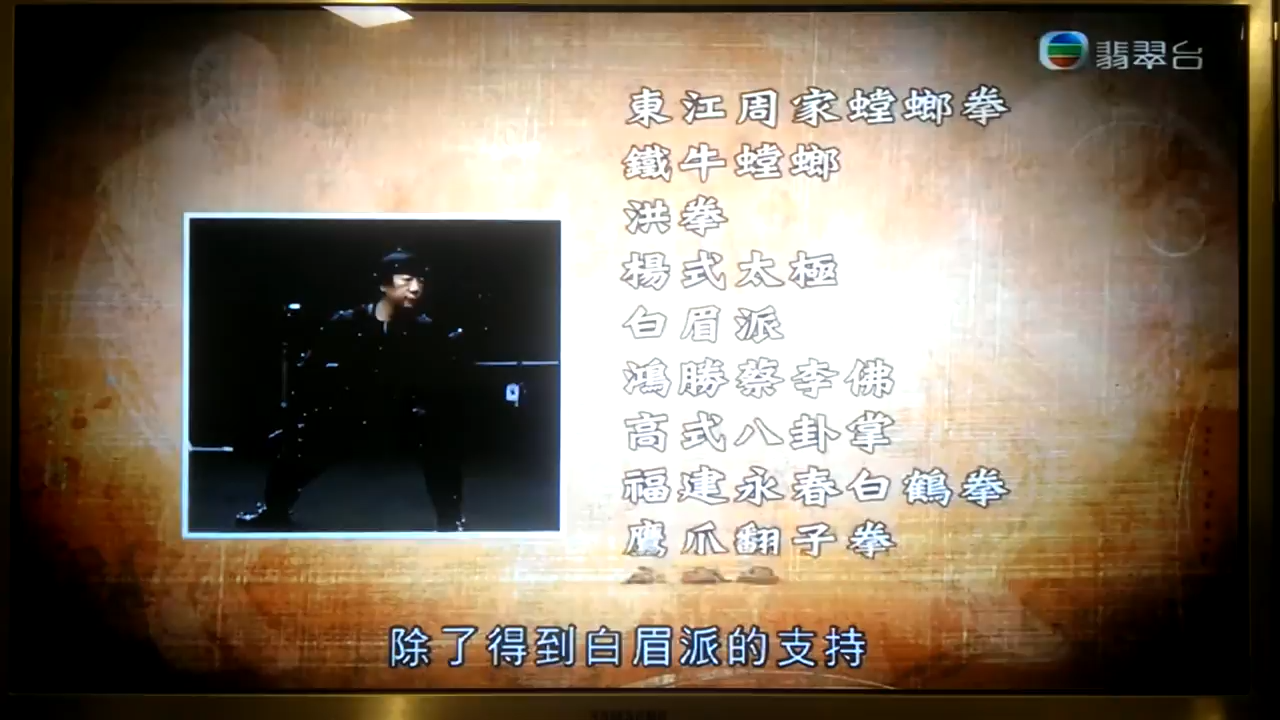 翡翠台
東江周家螳螂拳
鐵牛螳螂
洪拳
楊式太極
白眉派
鴻勝蔡李佛
高式八卦掌
福建永春白鶴拳
鷹爪翻子拳
除了得到白眉派的支持